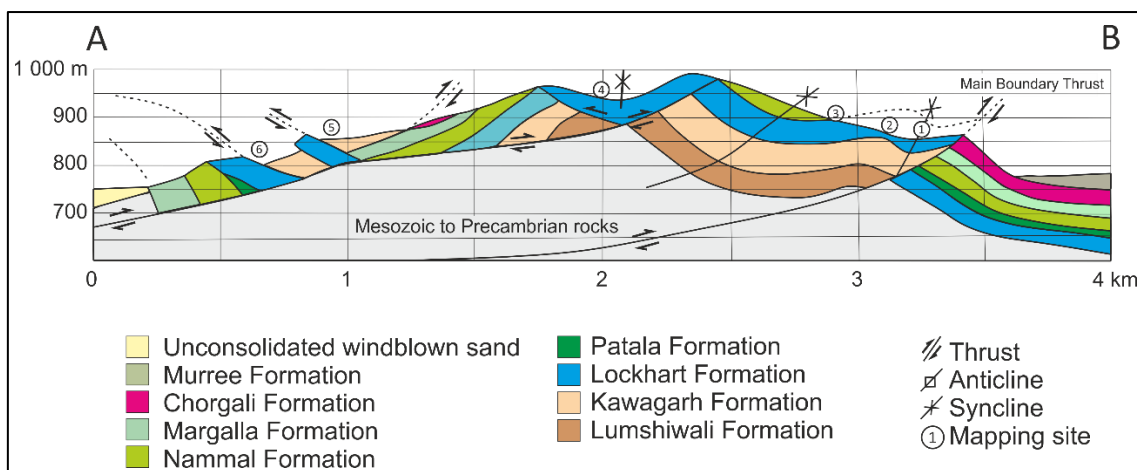 A B
1 000 m
Main Boundary Thrust
900
800
700
④ ⑤ ③ ② ① ⑥
Mesozoic to Precambrian rocks
0 1 2 3 4 km
Unconsolidated windblown sand
Murree Formation
Chorgali Formation
Margalla Formation
Nammal Formation
Patala Formation
Lockhart Formation
Kawagarh Formation
Lumshiwali Formation
Thrust
Anticline
Syncline
① Mapping site